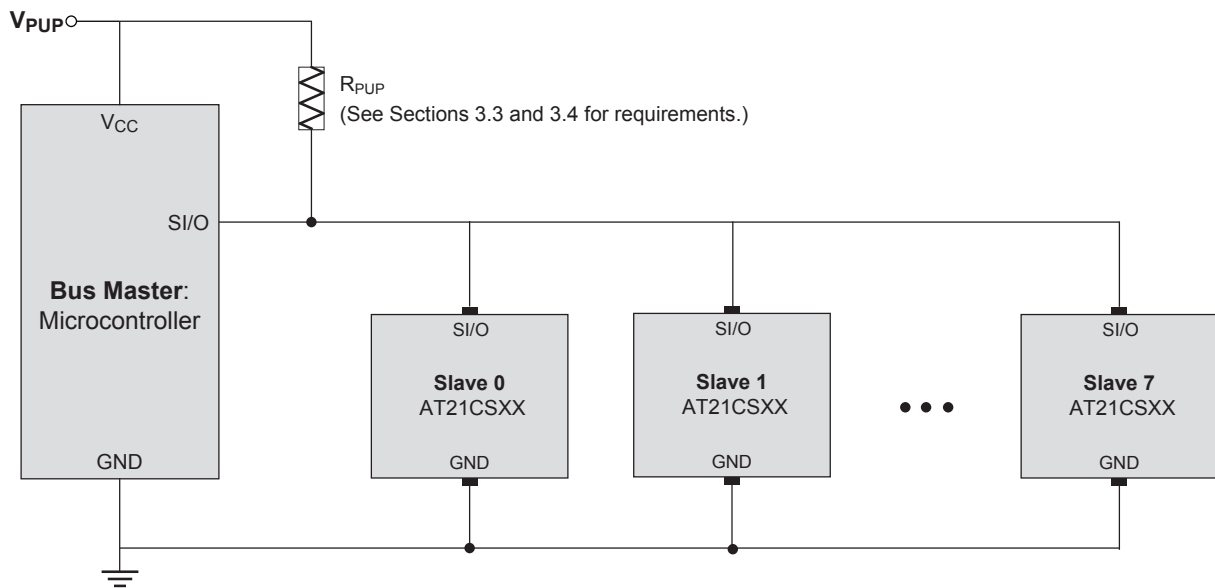 VPUP
RPUP
(See Sections 3.3 and 3.4 for requirements.)
VCC
SI/O
Bus Master:
Microcontroller
GND
SI/O
Slave 0
AT21CSXX
GND
SI/O
Slave 1
AT21CSXX
GND
SI/O
Slave 7
AT21CSXX
GND